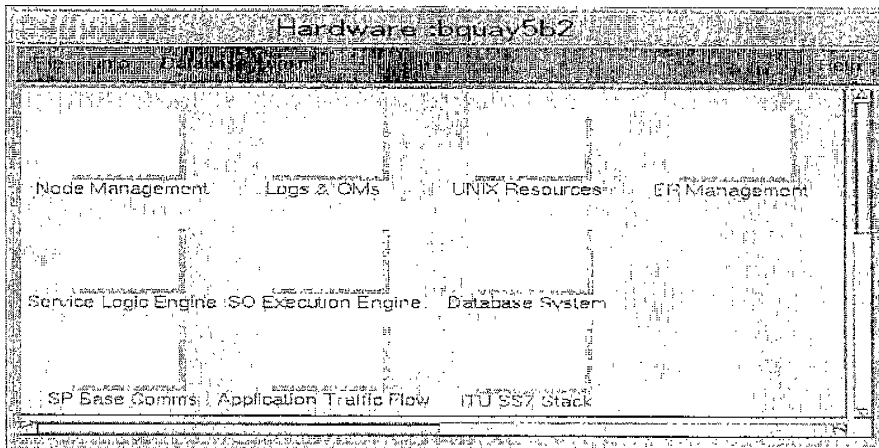 Hardware :bquay5b2
Node Management Logs & OMs UNIX Resources ER Management
Service Logic Engine SO Execution Engine Database System
SP Base Comms Application Traffic Flow ITU SS7 Stack